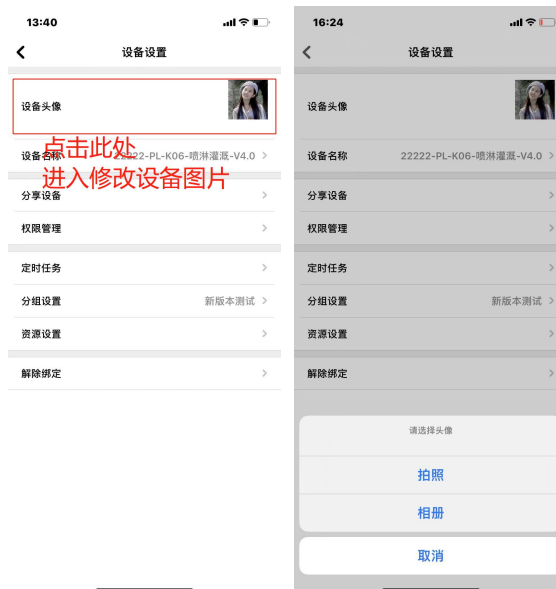 13:40
设备设置
设备头像
点击此处
进入修改设备图片
设备名称 22222-PL-K06-喷淋灌溉-V4.0
分享设备
权限管理
定时任务
分组设置 新版本测试
资源设置
解除绑定
16:24
设备设置
设备头像
设备名称 22222-PL-K06-喷淋灌溉-V4.0
分享设备
权限管理
定时任务
分组设置 新版本测试
资源设置
解除绑定
请选择头像
拍照
相册
取消